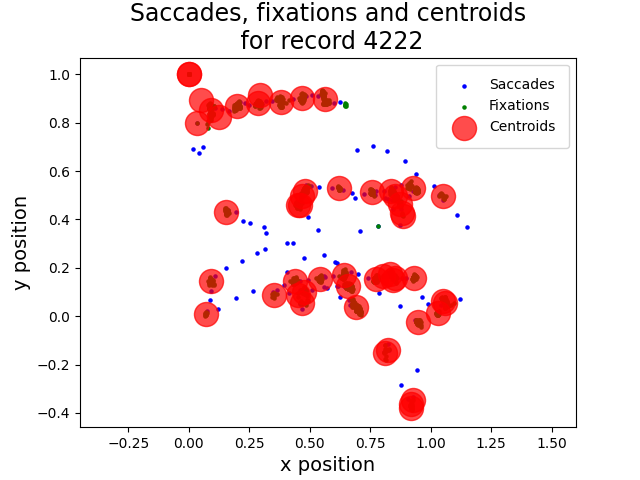 Saccades, fixations and centroids
for record 4222
Saccades
Fixations
Centroids
1.0
0.8
0.6
0.4
0.2
0.0
−0.2
−0.4
y position
−0.25
0.00
0.25
0.50
0.75
1.00
1.25
1.50
x position